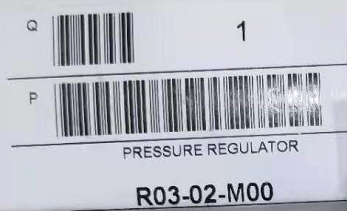 Q 1
P
PRESSURE REGULATOR
R03-02-M00